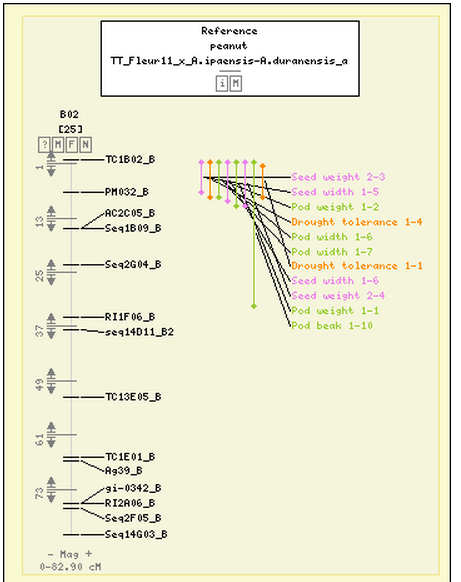 Reference
peanut
TT_Fleur11_x_A.ipaensis-A.duranensis_a
i M
B02
[25]
? M F N
1
13
25
37
49
61
73
TC1B02_B
PM032_B
AC2C05_B
Seq1B09_B
Seq2G04_B
RI1F06_B
seq14D11_B2
TC13E05_B
TC1E01_B
Ag39_B
gi-0342_B
RI2A06_B
Seq2F05_B
Seq14G03_B
Seed weight 2-3
Seed width 1-5
Pod weight 1-2
Drought tolerance 1-4
Pod width 1-6
Pod width 1-7
Drought tolerance 1-1
Seed width 1-6
Seed weight 2-4
Pod weight 1-1
Pod beak 1-10
- Mag +
0-82.90 cM